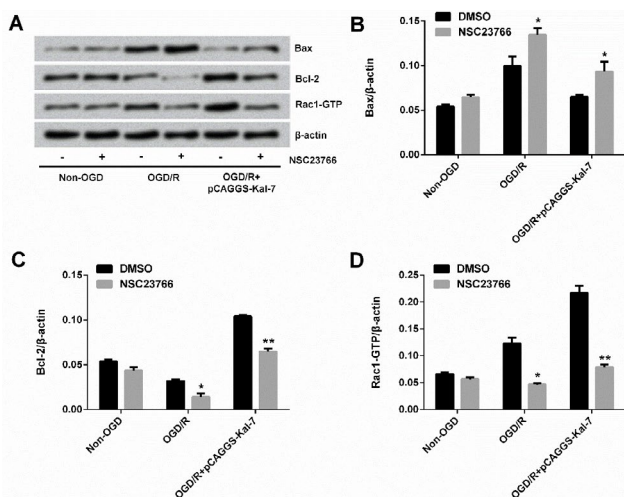 A
Bax
Bcl-2
Rac1-GTP
β-actin
- + - + - + NSC23766
Non-OGD OGD/R OGD/R+
pCAGGS-Kal-7
B
DMSO
NSC23766
Bax/β-actin
0.15
0.10
0.05
0.00
*
*
Non-OGD
OGD/R
OGD/R+pCAGGS-Kal-7
C
DMSO
NSC23766
Bcl-2/β-actin
0.15
0.10
0.05
0.00
*
**
Non-OGD
OGD/R
OGD/R+pCAGGS-Kal-7
D
DMSO
NSC23766
Rac1-GTP/β-actin
0.25
0.20
0.15
0.10
0.05
0.00
*
**
Non-OGD
OGD/R
OGD/R+pCAGGS-Kal-7